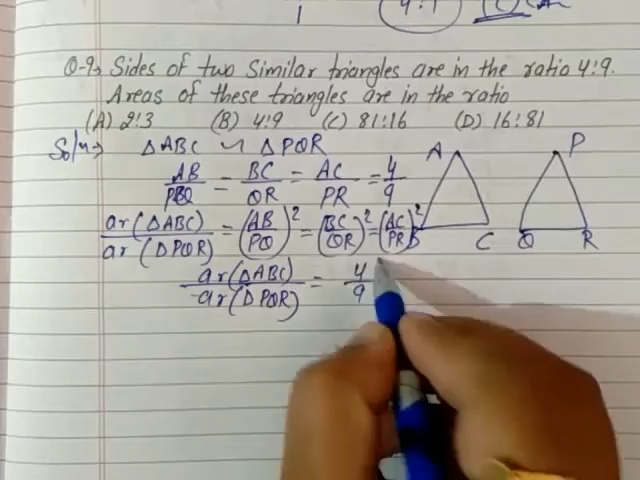 4:1
1
Q-9> Sides of two Similar triangles are in the ratio 4:9.
Areas of these triangles are in the ratio
(A) 2:3 (B) 4:9 (C) 81:16 (D) 16:81
Sol⁠n> ΔABC ∽ ΔPQR
AB/PQ = BC/QR = AC/PR = 4/9
ar(ΔABC)/ar(ΔPQR) = (AB/PQ)² = (BC/QR)² = (AC/PR)²
ar(ΔABC)/ar(ΔPQR) = 4/9
A
B C
P
Q R